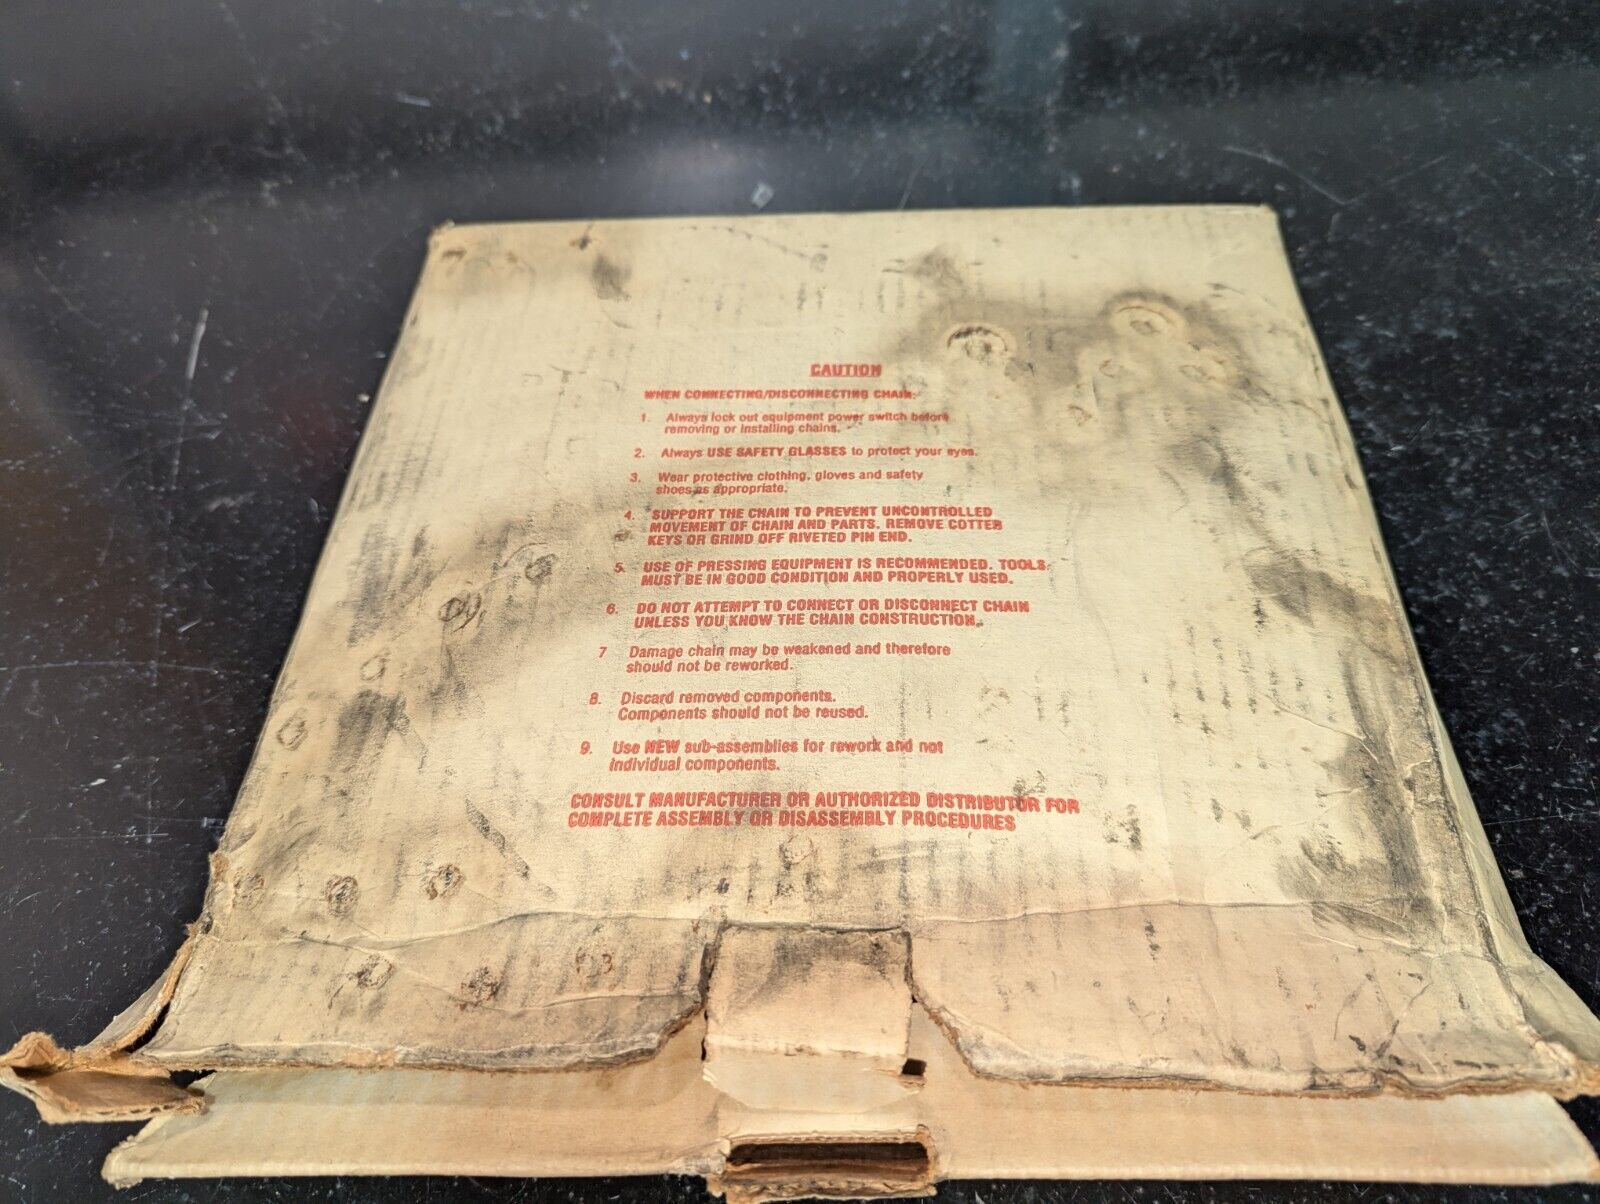 CAUTION
WHEN CONNECTING/DISCONNECTING CHAIN:
1. Always lock out equipment power switch before
removing or installing chains.
2. Always USE SAFETY GLASSES to protect your eyes.
3. Wear protective clothing, gloves and safety
shoes as appropriate.
4. SUPPORT THE CHAIN TO PREVENT UNCONTROLLED
MOVEMENT OF CHAIN AND PARTS. REMOVE COTTER
KEYS OR GRIND OFF RIVETED PIN END.
5. USE OF PRESSING EQUIPMENT IS RECOMMENDED. TOOLS
MUST BE IN GOOD CONDITION AND PROPERLY USED.
6. DO NOT ATTEMPT TO CONNECT OR DISCONNECT CHAIN
UNLESS YOU KNOW THE CHAIN CONSTRUCTION.
7 Damage chain may be weakened and therefore
should not be reworked.
8. Discard removed components.
Components should not be reused.
9. Use NEW sub-assemblies for rework and not
individual components.
CONSULT MANUFACTURER OR AUTHORIZED DISTRIBUTOR FOR
COMPLETE ASSEMBLY OR DISASSEMBLY PROCEDURES